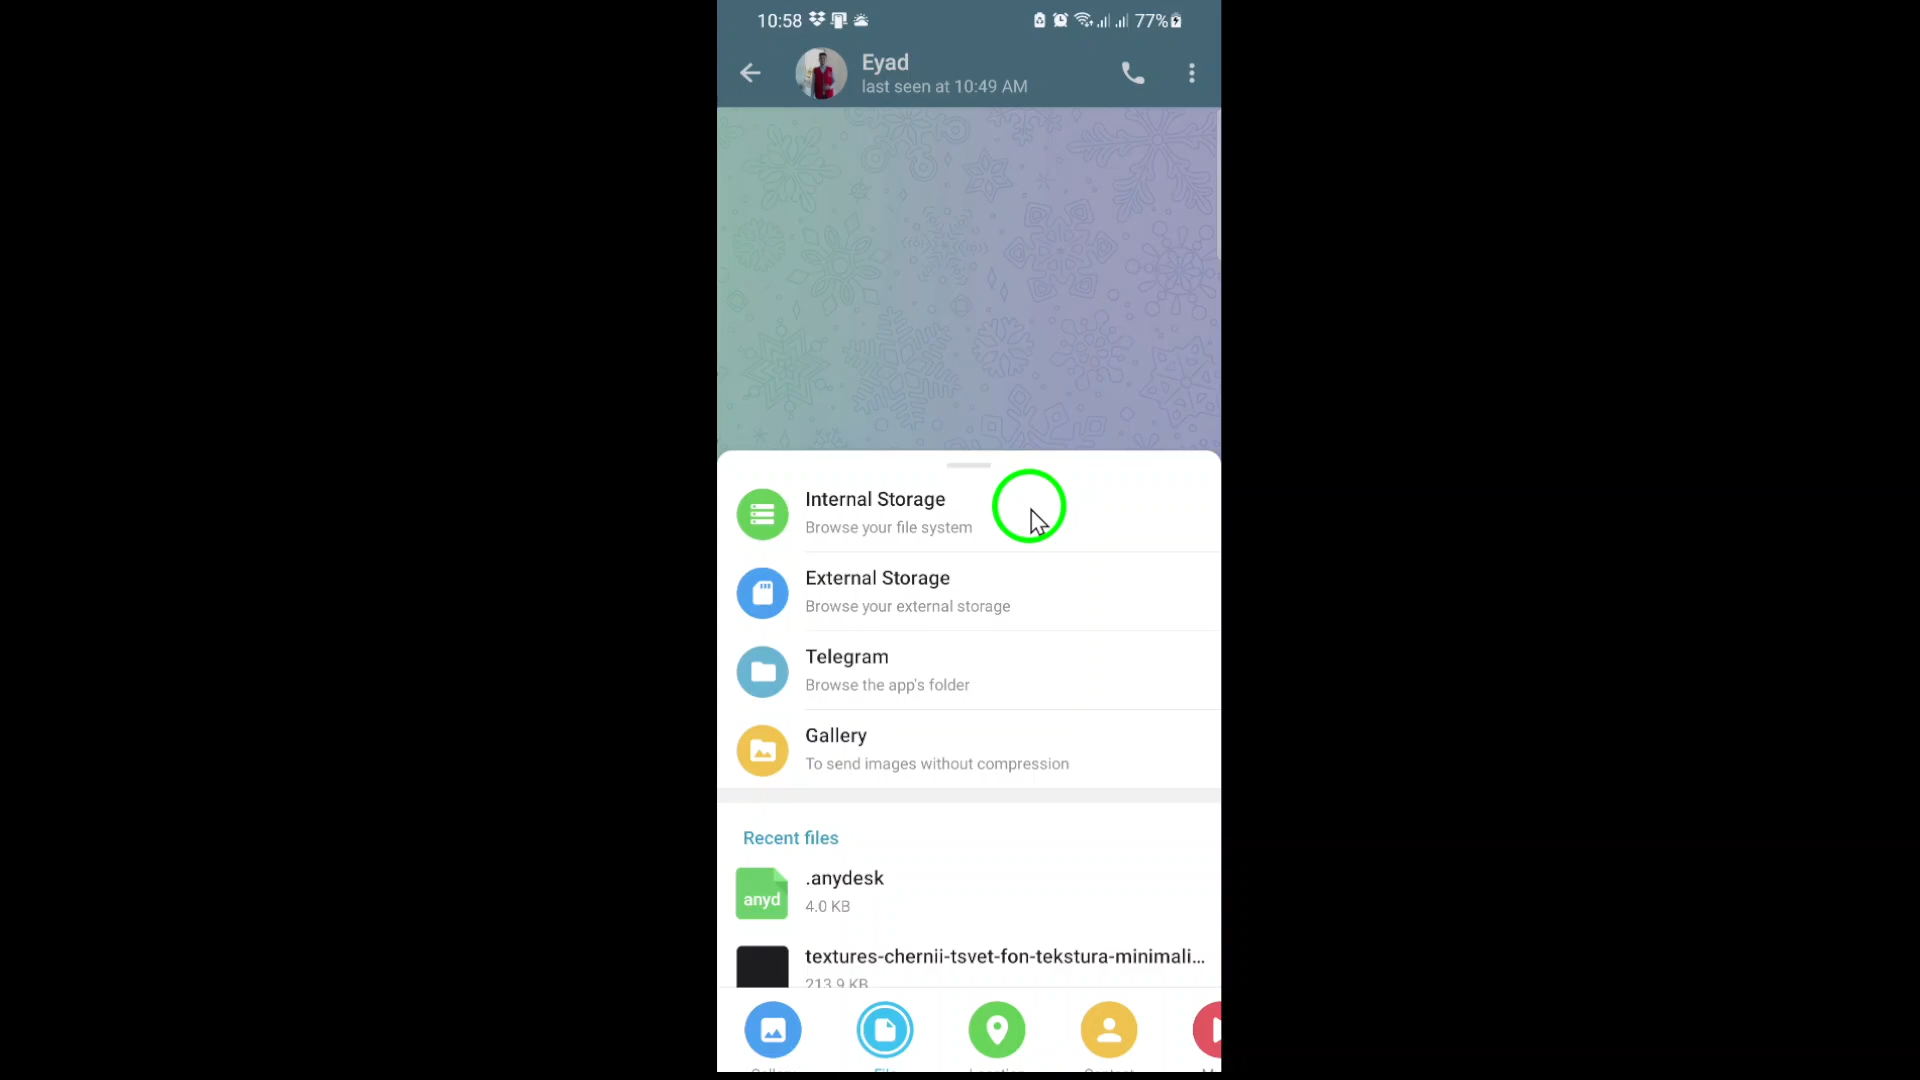 10:58
77%
Eyad
last seen at 10:49 AM
Internal Storage
Browse your file system
External Storage
Browse your external storage
Telegram
Browse the app's folder
Gallery
To send images without compression
Recent files
anyd
.anydesk
4.0 KB
textures-chernii-tsvet-fon-tekstura-minimali...
213.9 KB